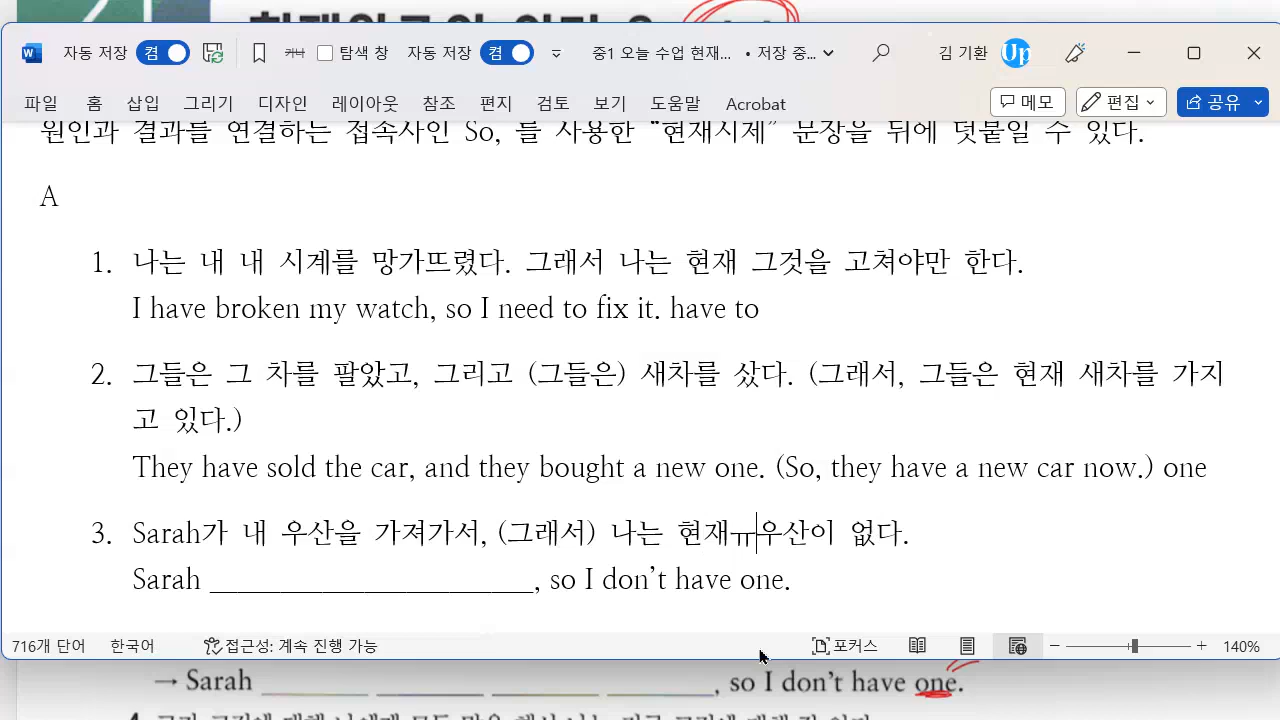 자동 저장 켬 가나 탐색 창 자동 저장 켬 중1 오늘 수업 현재... • 저장 중... 김 기환 Up
파일 홈 삽입 그리기 디자인 레이아웃 참조 편지 검토 보기 도움말 Acrobat 메모 편집 공유
원인과 결과를 연결하는 접속사인 So, 를 사용한 “현재시제” 문장을 뒤에 덧붙일 수 있다.
A
1. 나는 내 내 시계를 망가뜨렸다. 그래서 나는 현재 그것을 고쳐야만 한다.
I have broken my watch, so I need to fix it. have to
2. 그들은 그 차를 팔았고, 그리고 (그들은) 새차를 샀다. (그래서, 그들은 현재 새차를 가지
고 있다.)
They have sold the car, and they bought a new one. (So, they have a new car now.) one
3. Sarah가 내 우산을 가져가서, (그래서) 나는 현재ㅠ우산이 없다.
Sarah ______________________, so I don’t have one.
716개 단어 한국어 접근성: 계속 진행 가능 포커스 140%
→ Sarah ______ ______ ______ ______, so I don’t have one.